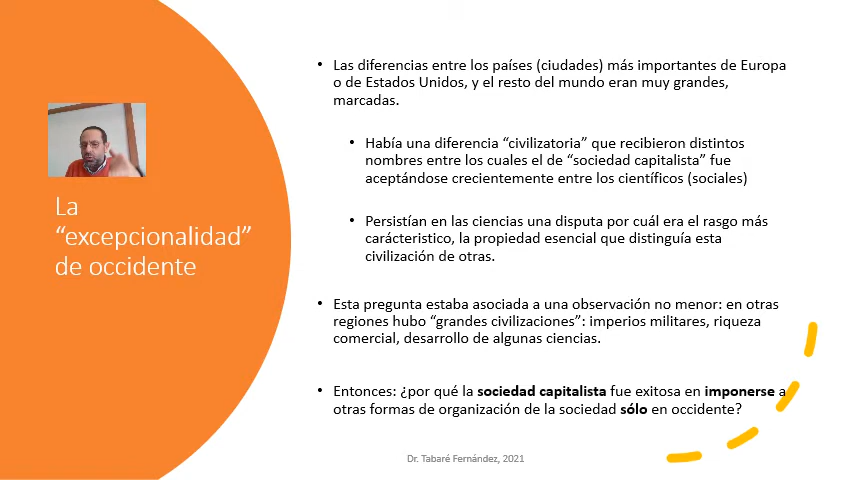 La
“excepcionalidad”
de occidente
• Las diferencias entre los países (ciudades) más importantes de Europa
o de Estados Unidos, y el resto del mundo eran muy grandes,
marcadas.
• Había una diferencia “civilizatoria” que recibieron distintos
nombres entre los cuales el de “sociedad capitalista” fue
aceptándose crecientemente entre los científicos (sociales)
• Persistían en las ciencias una disputa por cuál era el rasgo más
carácteristico, la propiedad esencial que distinguía esta
civilización de otras.
• Esta pregunta estaba asociada a una observación no menor: en otras
regiones hubo “grandes civilizaciones”: imperios militares, riqueza
comercial, desarrollo de algunas ciencias.
• Entonces: ¿por qué la sociedad capitalista fue exitosa en imponerse a
otras formas de organización de la sociedad sólo en occidente?
Dr. Tabaré Fernández, 2021